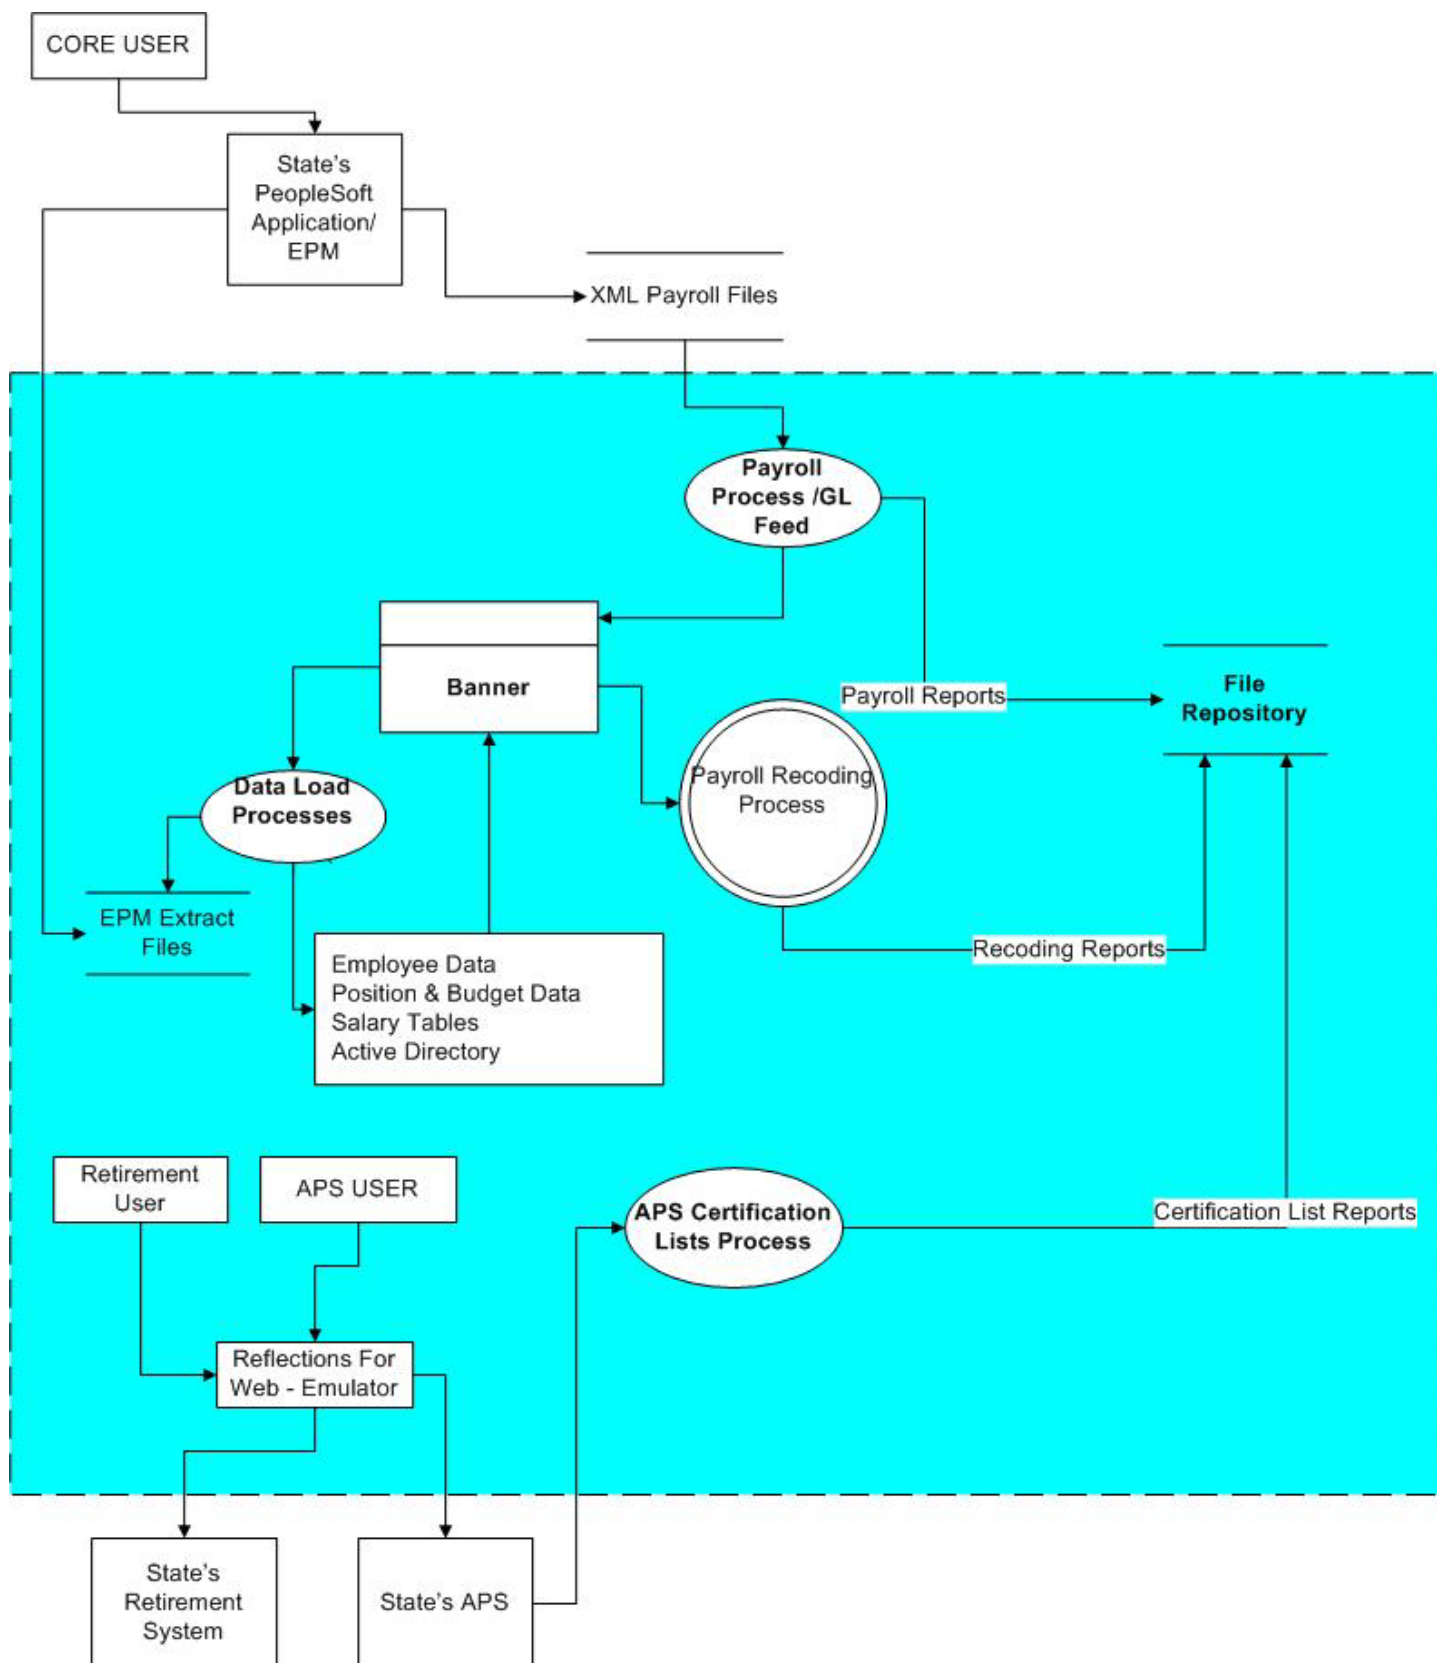 CORE USER
State's
PeopleSoft
Application/
EPM
XML Payroll Files
Payroll
Process /GL
Feed
Banner
Payroll Reports
File
Repository
Payroll Recoding
Process
Data Load
Processes
EPM Extract
Files
Employee Data
Position & Budget Data
Salary Tables
Active Directory
Recoding Reports
Retirement
User
APS USER
APS Certification
Lists Process
Certification List Reports
Reflections For
Web - Emulator
State's
Retirement
System
State's APS